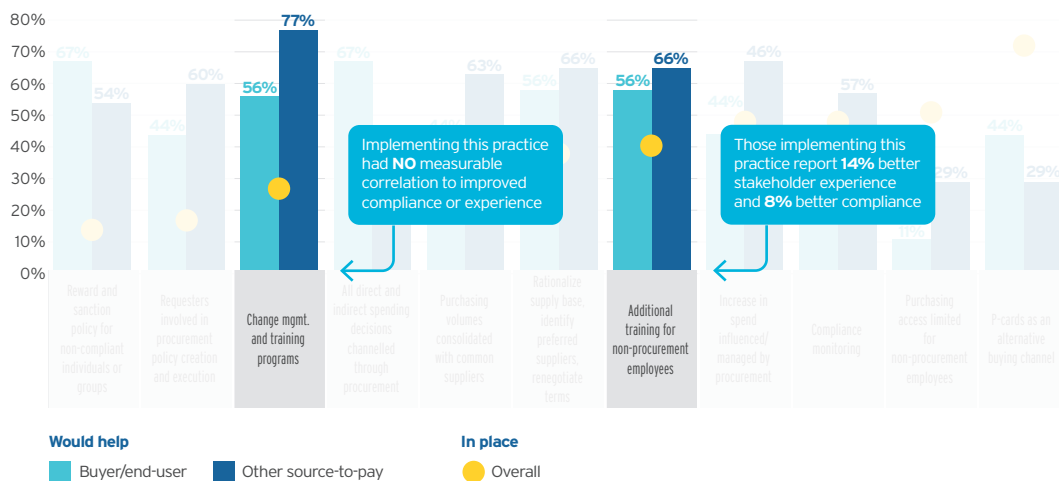 80%
70%
60%
50%
40%
30%
20%
10%
0%
67%
54%
44%
60%
56%
77%
67%
63%
56%
66%
56%
66%
44%
46%
57%
11%
29%
44%
29%
Implementing this practice
had NO measurable
correlation to improved
compliance or experience
Those implementing this
practice report 14% better
stakeholder experience
and 8% better compliance
Reward and
sanction
policy for
non-compliant
individuals or
groups
Requesters
involved in
procurement
policy creation
and execution
Change mgmt.
and training
programs
All direct and
indirect spending
decisions
channelled
through
procurement
Purchasing
volumes
consolidated
with common
suppliers
Rationalize
supply base,
identify
preferred
suppliers,
renegotiate
terms
Additional
training for
non-procurement
employees
Increase in
spend
influenced/
managed by
procurement
Compliance
monitoring
Purchasing
access limited
for
non-procurement
employees
P-cards as an
alternative
buying channel
Would help
Buyer/end-user
Other source-to-pay
In place
Overall